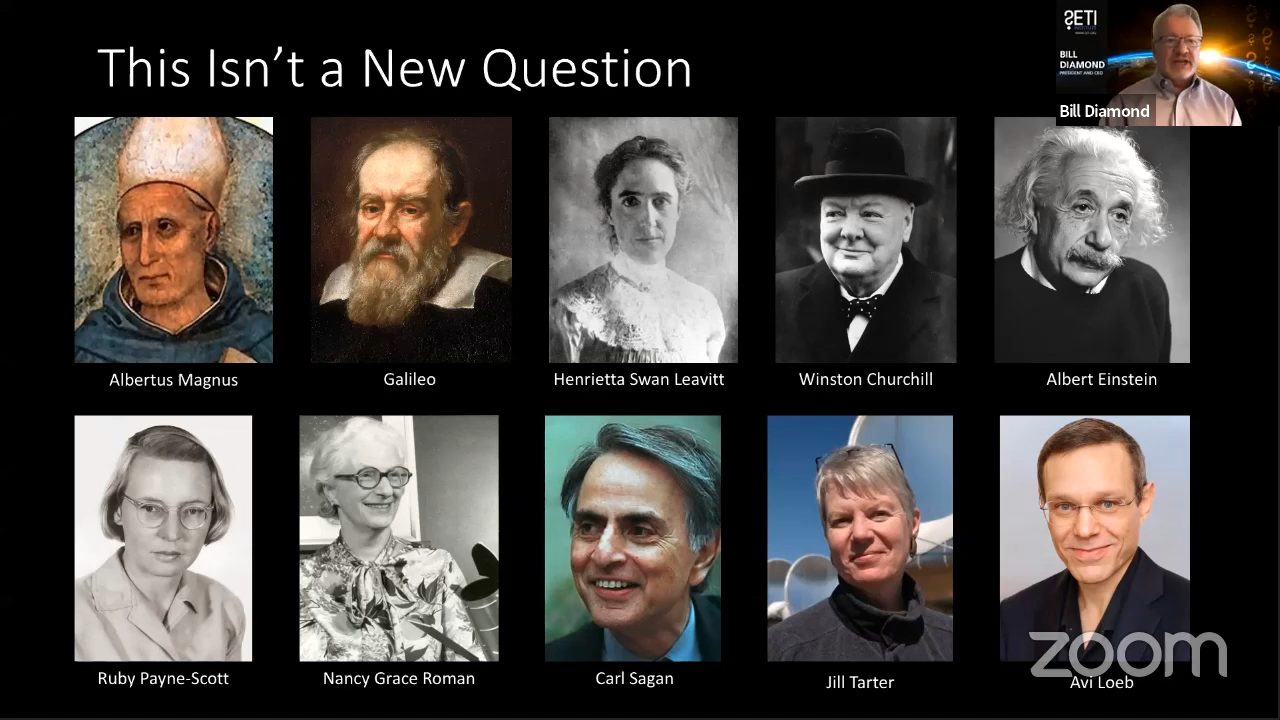 This Isn't a New Question
SETI
INSTITUTE
BILL
DIAMOND
PRESIDENT AND CEO
Bill Diamond
Albertus Magnus
Galileo
Henrietta Swan Leavitt
Winston Churchill
Albert Einstein
Ruby Payne-Scott
Nancy Grace Roman
Carl Sagan
Jill Tarter
Avi Loeb
zoom